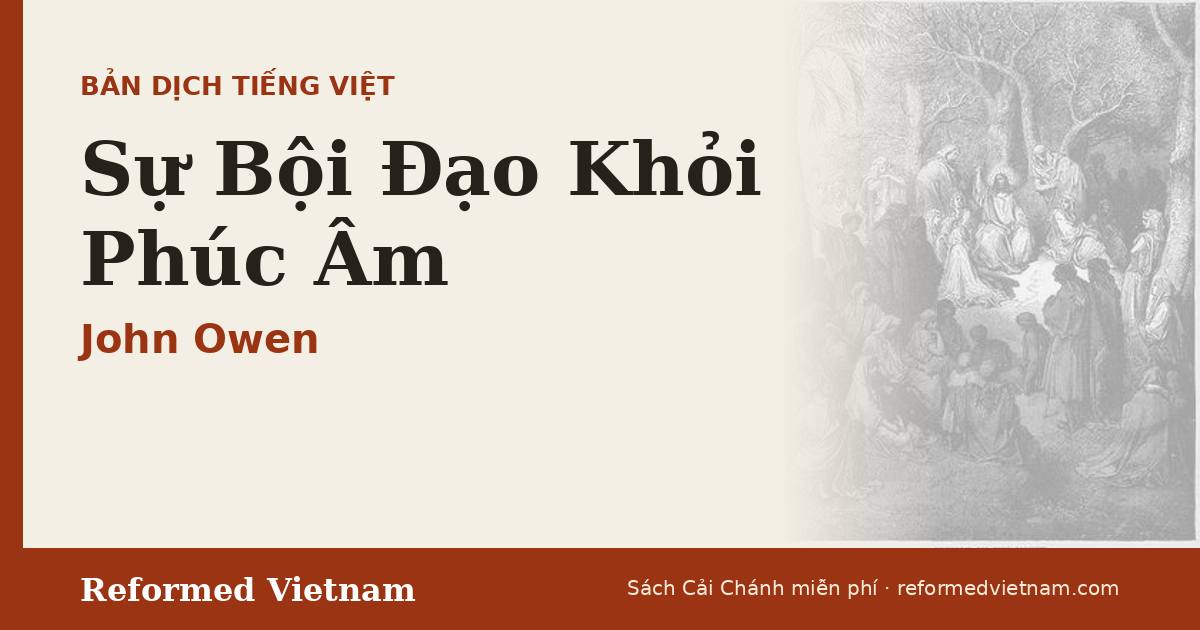 BẢN DỊCH TIẾNG VIỆT
Sự Bội Đạo Khỏi
Phúc Âm
John Owen
Reformed Vietnam
Sách Cải Chánh miễn phí · reformedvietnam.com